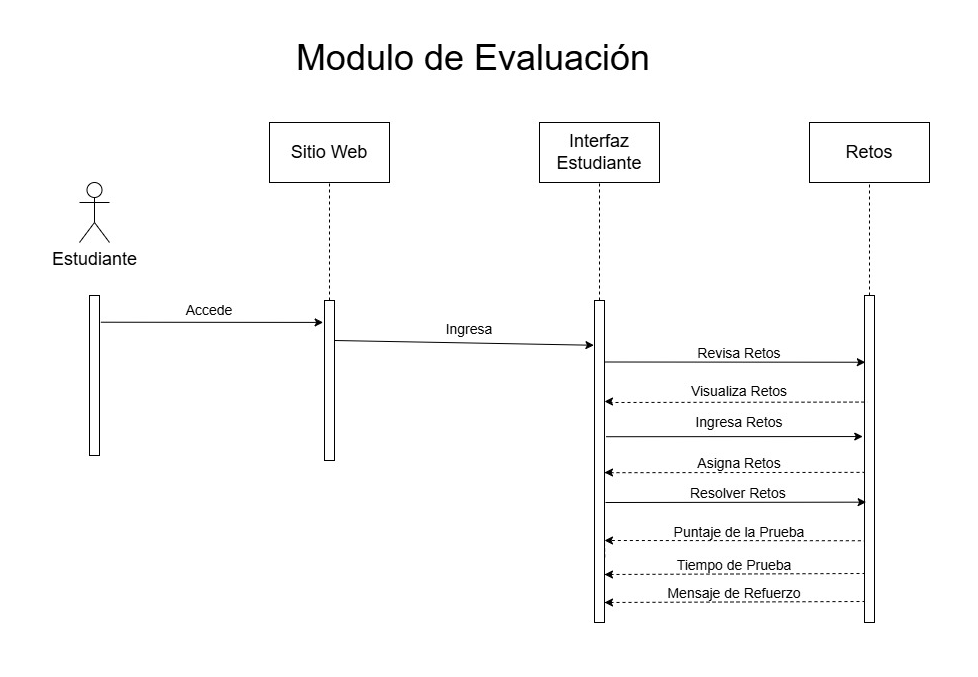 Modulo de Evaluación
Sitio Web
Interfaz
Estudiante
Retos
Estudiante
Accede
Ingresa
Revisa Retos
Visualiza Retos
Ingresa Retos
Asigna Retos
Resolver Retos
Puntaje de la Prueba
Tiempo de Prueba
Mensaje de Refuerzo